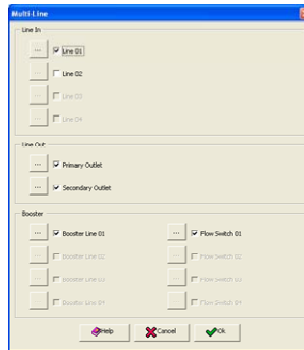 Multi-Line
Line In
... Line 01
... Line 02
... Line 03
... Line 04
Line Out
... Primary Outlet
... Secondary Outlet
Booster
... Booster Line 01 ... Flow Switch 01
... Booster Line 02 ... Flow Switch 02
... Booster Line 03 ... Flow Switch 03
... Booster Line 04 ... Flow Switch 04
Help Cancel Ok